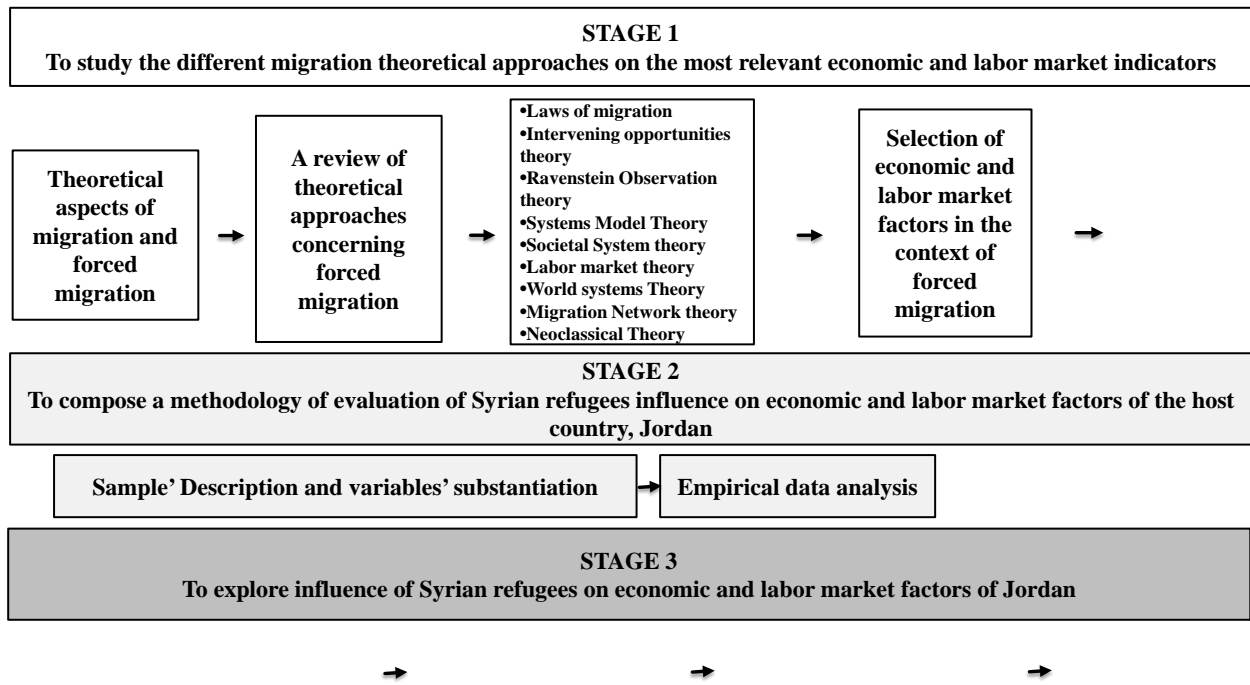 STAGE 1
To study the different migration theoretical approaches on the most relevant economic and labor market indicators
Theoretical
aspects of
migration and
forced
migration
A review of
theoretical
approaches
concerning
forced
migration
•Laws of migration
•Intervening opportunities
theory
•Ravenstein Observation
theory
•Systems Model Theory
•Societal System theory
•Labor market theory
•World systems Theory
•Migration Network theory
•Neoclassical Theory
Selection of
economic and
labor market
factors in the
context of
forced
migration
STAGE 2
To compose a methodology of evaluation of Syrian refugees influence on economic and labor market factors of the host
country, Jordan
Sample’ Description and variables’ substantiation
Empirical data analysis
STAGE 3
To explore influence of Syrian refugees on economic and labor market factors of Jordan